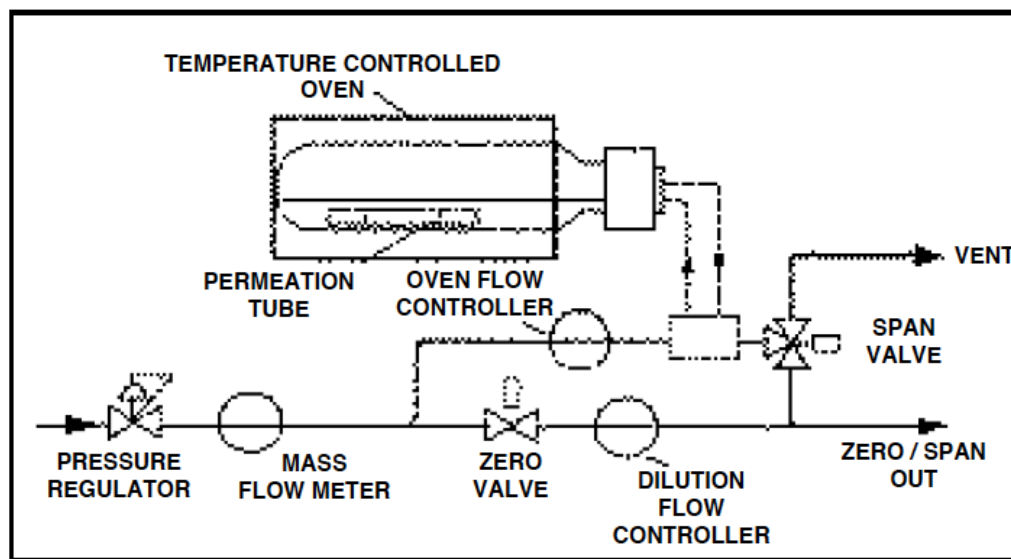 TEMPERATURE CONTROLLED
OVEN
PERMEATION
TUBE
OVEN FLOW
CONTROLLER
VENT
SPAN
VALVE
PRESSURE
REGULATOR
MASS
FLOW METER
ZERO
VALVE
DILUTION
FLOW
CONTROLLER
ZERO / SPAN
OUT